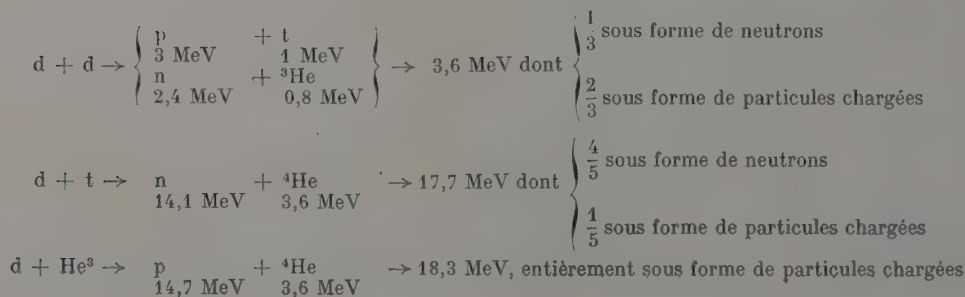 p + t
3 MeV 1 MeV
d + d → → 3,6 MeV dont
n + ³He
2,4 MeV 0,8 MeV
1/3 sous forme de neutrons
2/3 sous forme de particules chargées
d + t → n + ⁴He → 17,7 MeV dont
14,1 MeV 3,6 MeV
4/5 sous forme de neutrons
1/5 sous forme de particules chargées
d + He³ → p + ⁴He → 18,3 MeV, entièrement sous forme de particules chargées
14,7 MeV 3,6 MeV